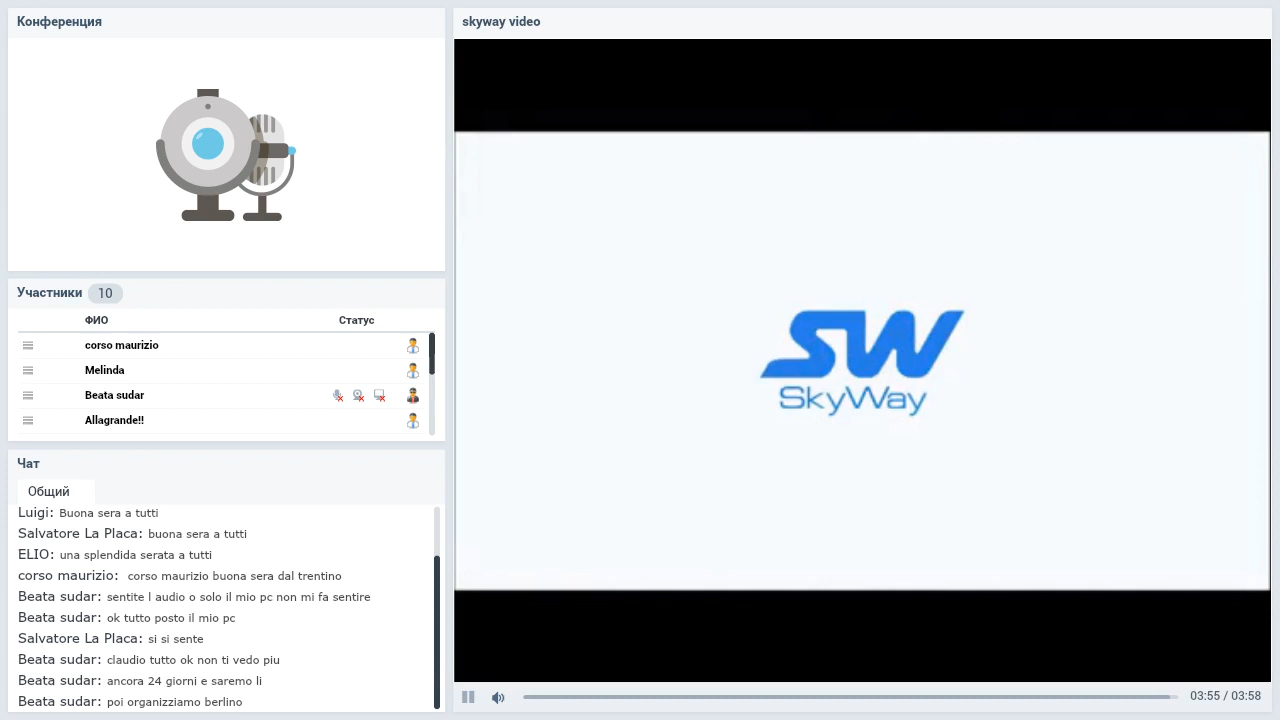 Конференция
Участники 10
ФИО Статус
corso maurizio
Melinda
Beata sudar
Allagrande!!
Чат
Общий
Luigi: Buona sera a tutti
Salvatore La Placa: buona sera a tutti
ELIO: una splendida serata a tutti
corso maurizio: corso maurizio buona sera dal trentino
Beata sudar: sentite l audio o solo il mio pc non mi fa sentire
Beata sudar: ok tutto posto il mio pc
Salvatore La Placa: si si sente
Beata sudar: claudio tutto ok non ti vedo piu
Beata sudar: ancora 24 giorni e saremo li
Beata sudar: poi organizziamo berlino
skyway video
SW
SkyWay
03:55 / 03:58